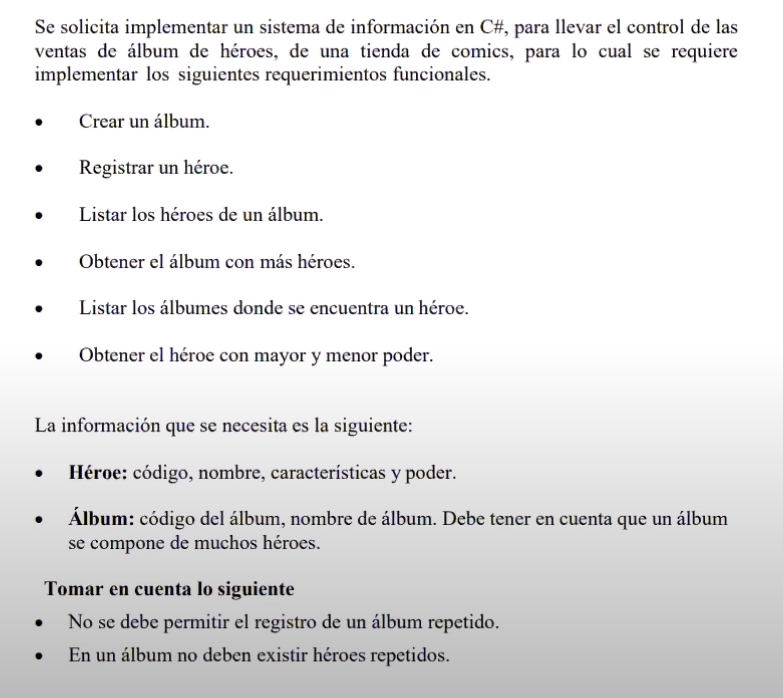 Se solicita implementar un sistema de información en C#, para llevar el control de las
ventas de álbum de héroes, de una tienda de comics, para lo cual se requiere
implementar los siguientes requerimientos funcionales.
• Crear un álbum.
• Registrar un héroe.
• Listar los héroes de un álbum.
• Obtener el álbum con más héroes.
• Listar los álbumes donde se encuentra un héroe.
• Obtener el héroe con mayor y menor poder.
La información que se necesita es la siguiente:
• Héroe: código, nombre, características y poder.
• Álbum: código del álbum, nombre de álbum. Debe tener en cuenta que un álbum
se compone de muchos héroes.
Tomar en cuenta lo siguiente
• No se debe permitir el registro de un álbum repetido.
• En un álbum no deben existir héroes repetidos.